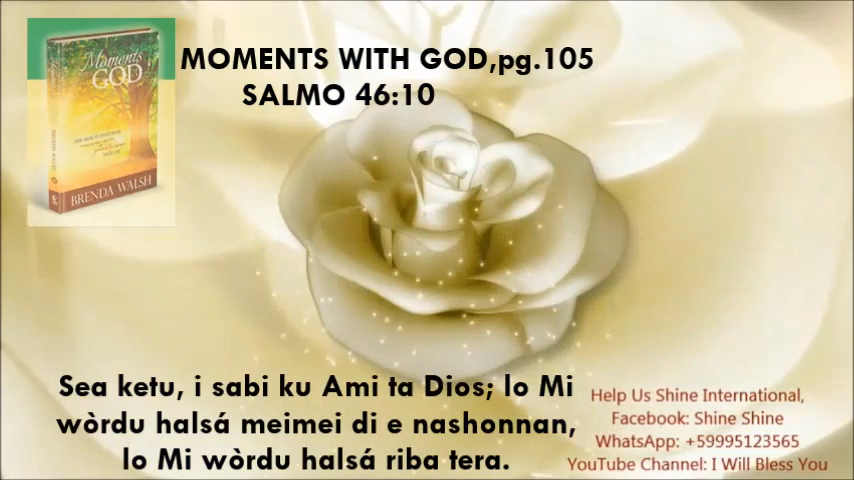 MOMENTS WITH GOD,pg.105
SALMO 46:10
Moments
GOD
BRENDA WALSH
Sea ketu, i sabi ku Ami ta Dios; lo Mi
wòrdu halsá meimei di e nashonnan,
lo Mi wòrdu halsá riba tera.
Help Us Shine International,
Facebook: Shine Shine
WhatsApp: +59995123565
YouTube Channel: I Will Bless You